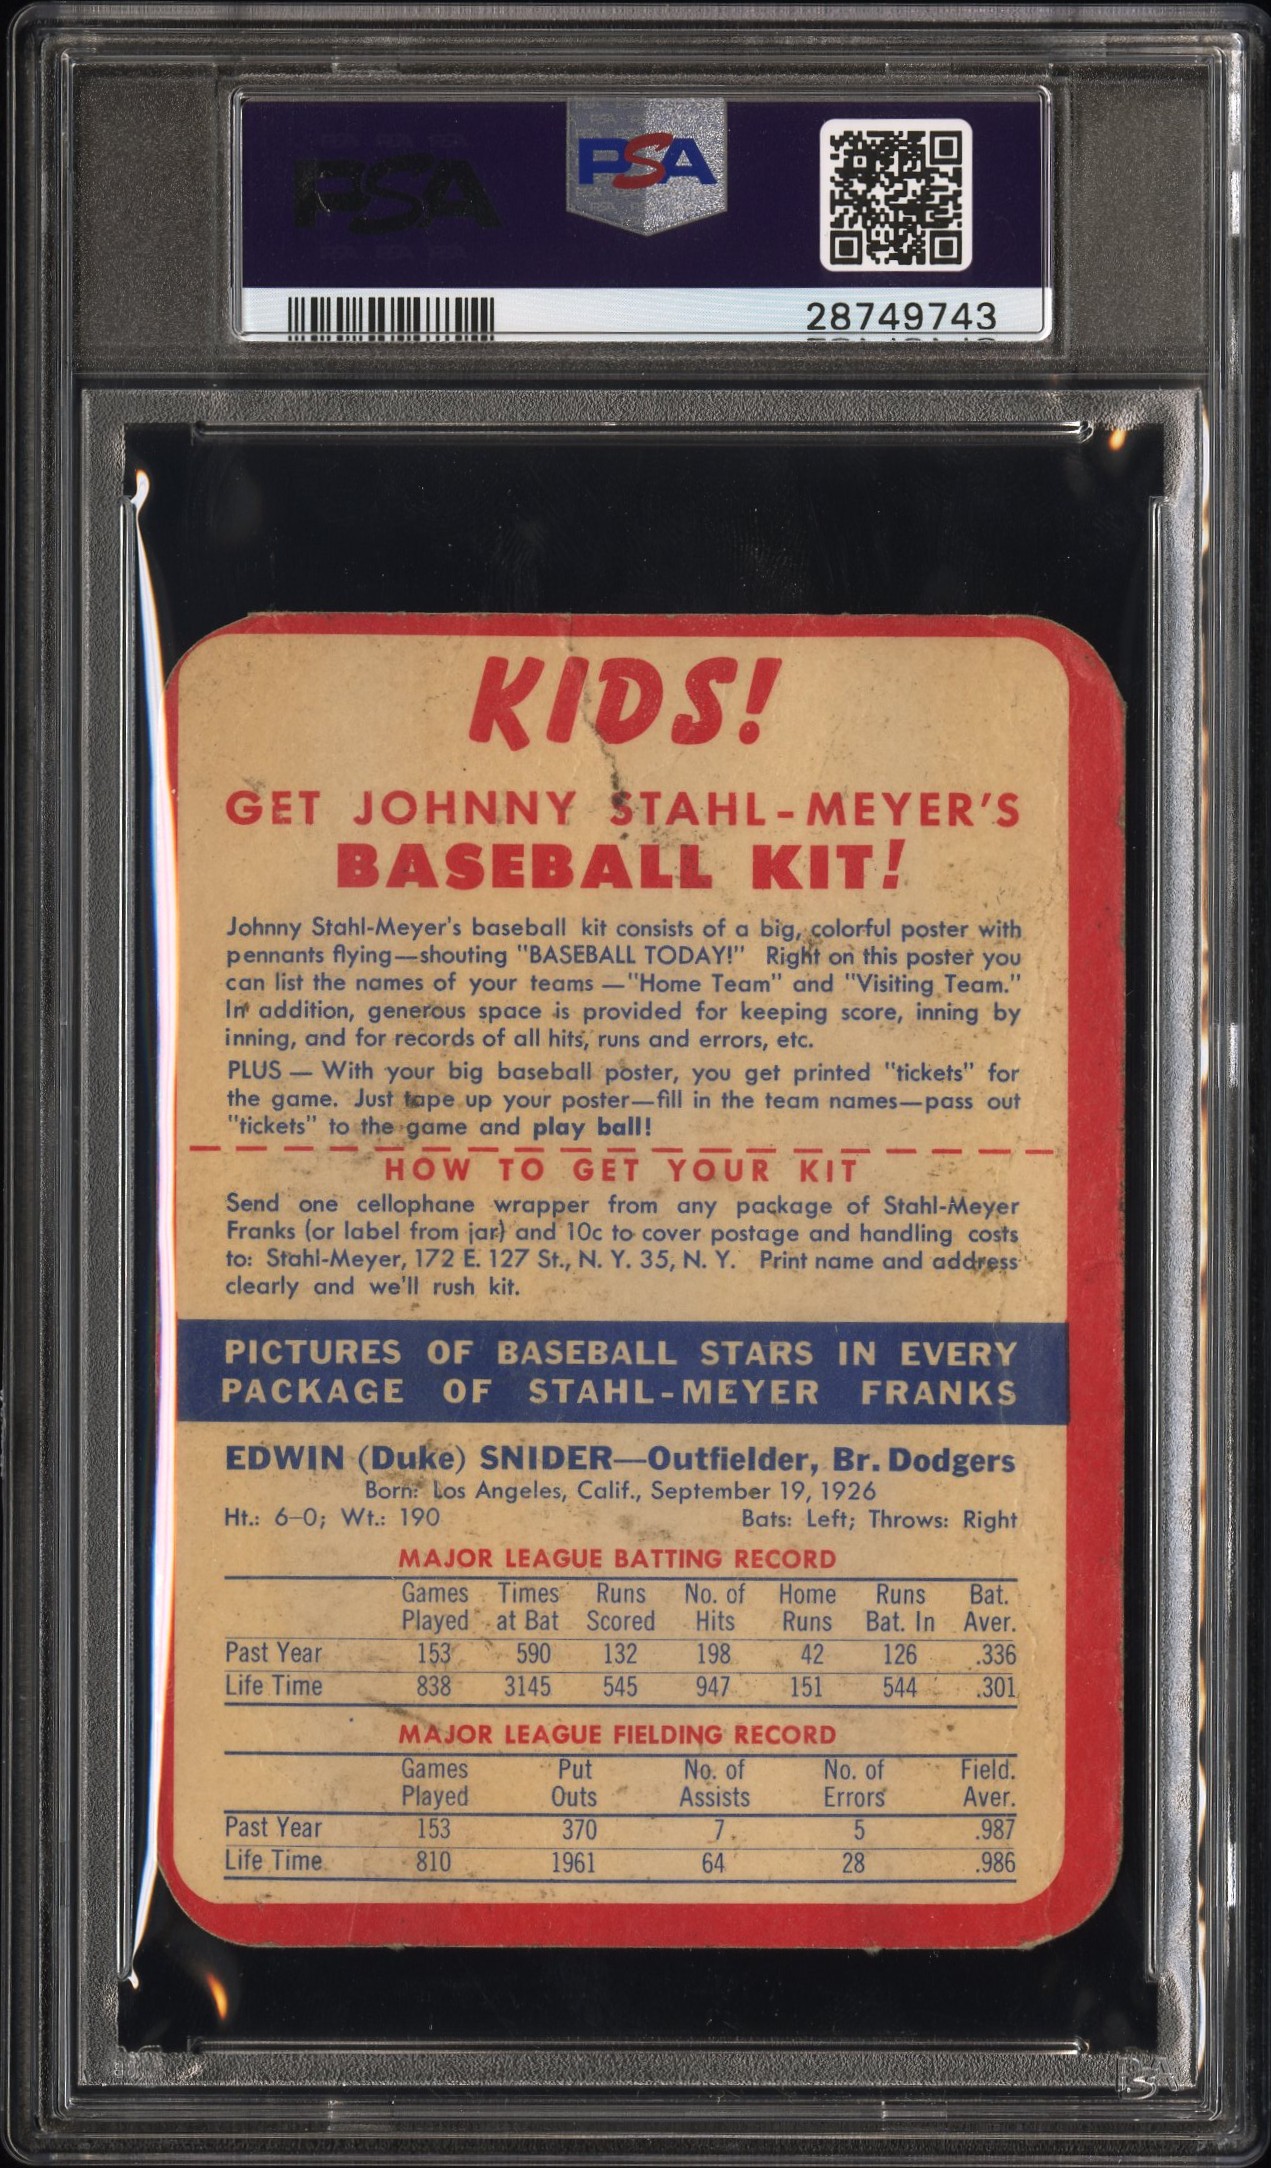 PSA
PSA
28749743
KIDS!
GET JOHNNY STAHL-MEYER'S
BASEBALL KIT!
Johnny Stahl-Meyer's baseball kit consists of a big, colorful poster with
pennants flying—shouting "BASEBALL TODAY!" Right on this poster you
can list the names of your teams —"Home Team" and "Visiting Team."
In addition, generous space is provided for keeping score, inning by
inning, and for records of all hits, runs and errors, etc.
PLUS — With your big baseball poster, you get printed "tickets" for
the game. Just tape up your poster—fill in the team names—pass out
"tickets" to the game and play ball!
HOW TO GET YOUR KIT
Send one cellophane wrapper from any package of Stahl-Meyer
Franks (or label from jar) and 10c to cover postage and handling costs
to: Stahl-Meyer, 172 E. 127 St., N. Y. 35, N. Y. Print name and address
clearly and we'll rush kit.
PICTURES OF BASEBALL STARS IN EVERY
PACKAGE OF STAHL-MEYER FRANKS
EDWIN (Duke) SNIDER—Outfielder, Br. Dodgers
Born: Los Angeles, Calif., September 19, 1926
Ht.: 6-0; Wt.: 190 Bats: Left; Throws: Right
MAJOR LEAGUE BATTING RECORD
Games Times Runs No. of Home Runs Bat.
Played at Bat Scored Hits Runs Bat. In Aver.
Past Year 153 590 132 198 42 126 .336
Life Time 838 3145 545 947 151 544 .301
MAJOR LEAGUE FIELDING RECORD
Games Put No. of No. of Field.
Played Outs Assists Errors Aver.
Past Year 153 370 7 5 .987
Life Time 810 1961 64 28 .986
PSA